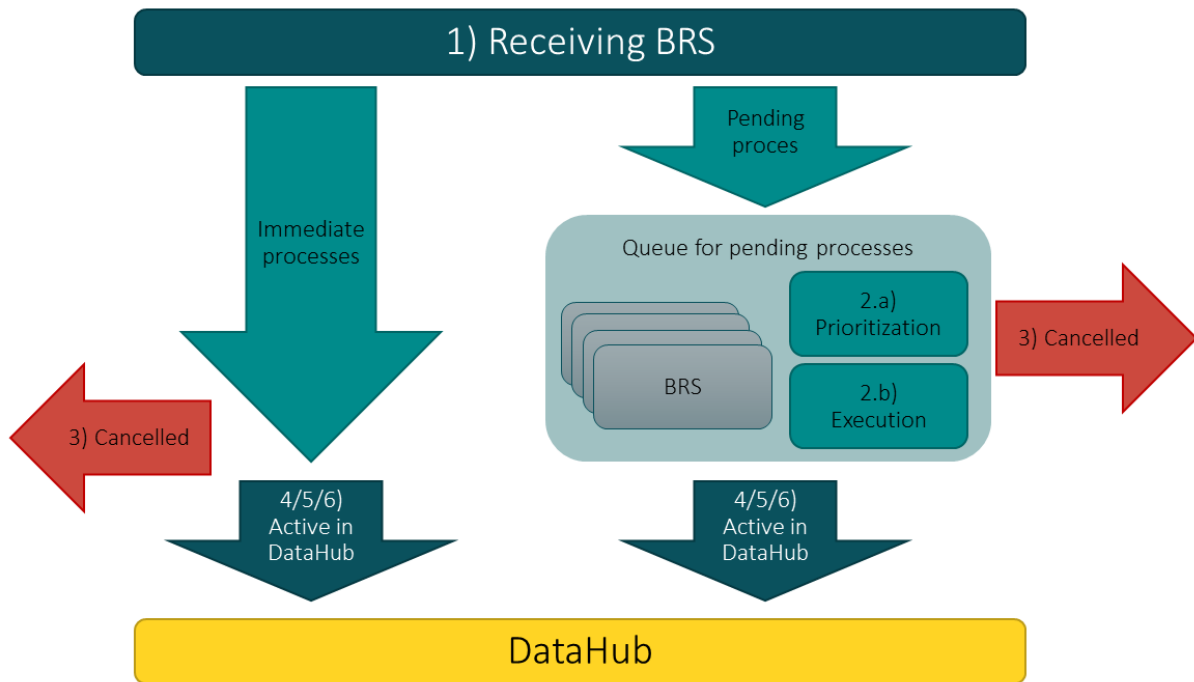 1) Receiving BRS
Pending
proces
Immediate
processes
Queue for pending processes
2.a)
Prioritization
BRS
2.b)
Execution
3) Cancelled
3) Cancelled
4/5/6)
Active in
DataHub
4/5/6)
Active in
DataHub
DataHub